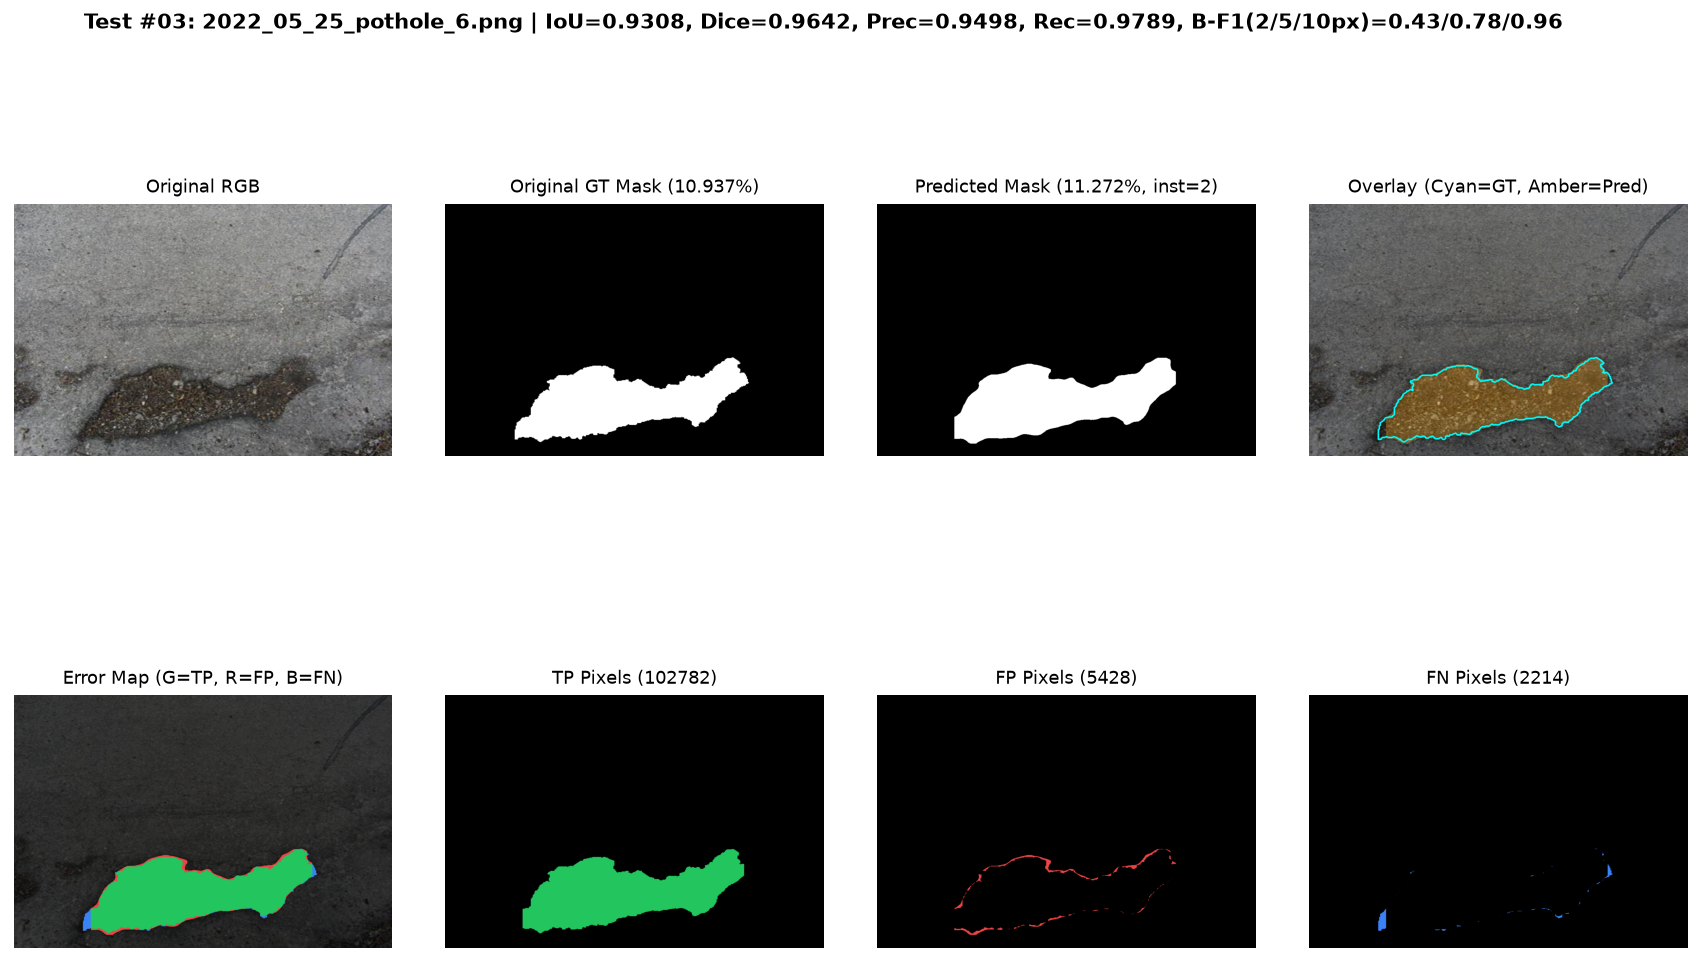 Test #03: 2022_05_25_pothole_6.png | IoU=0.9308, Dice=0.9642, Prec=0.9498, Rec=0.9789, B-F1(2/5/10px)=0.43/0.78/0.96
Original RGB
Original GT Mask (10.937%)
Predicted Mask (11.272%, inst=2)
Overlay (Cyan=GT, Amber=Pred)
Error Map (G=TP, R=FP, B=FN)
TP Pixels (102782)
FP Pixels (5428)
FN Pixels (2214)